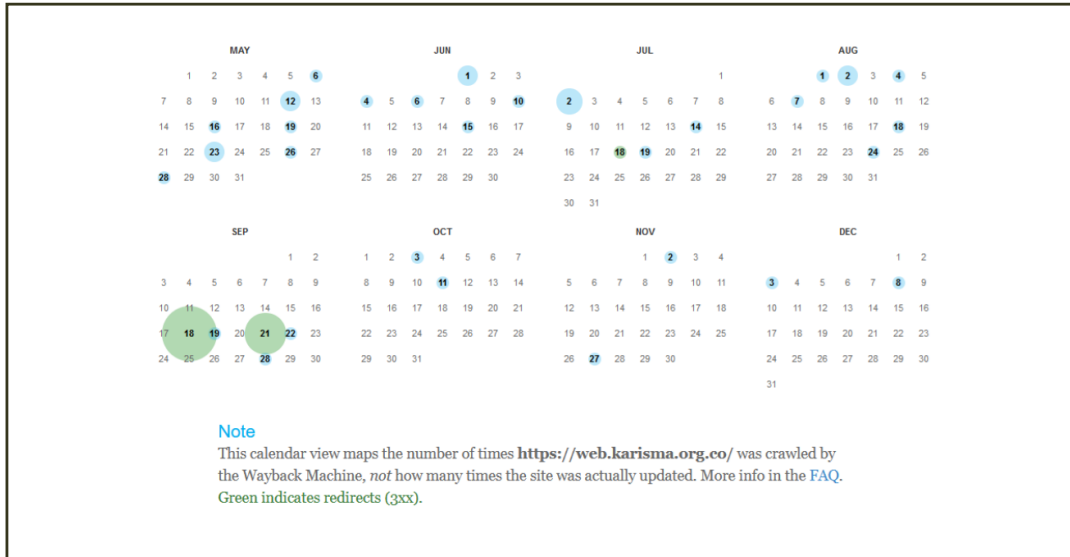 MAY JUN JUL AUG
1 2 3 4 5 6 1 2 3 1 1 2 3 4 5
7 8 9 10 11 12 13 4 5 6 7 8 9 10 2 3 4 5 6 7 8 6 7 8 9 10 11 12
14 15 16 17 18 19 20 11 12 13 14 15 16 17 9 10 11 12 13 14 15 13 14 15 16 17 18 19
21 22 23 24 25 26 27 18 19 20 21 22 23 24 16 17 18 19 20 21 22 20 21 22 23 24 25 26
28 29 30 31 25 26 27 28 29 30 23 24 25 26 27 28 29 27 28 29 30 31
30 31
SEP OCT NOV DEC
1 2 1 2 3 4 5 6 7 1 2 3 4 1 2
3 4 5 6 7 8 9 8 9 10 11 12 13 14 5 6 7 8 9 10 11 3 4 5 6 7 8 9
10 11 12 13 14 15 16 15 16 17 18 19 20 21 12 13 14 15 16 17 18 10 11 12 13 14 15 16
17 18 19 20 21 22 23 22 23 24 25 26 27 28 19 20 21 22 23 24 25 17 18 19 20 21 22 23
24 25 26 27 28 29 30 29 30 31 26 27 28 29 30 24 25 26 27 28 29 30
31
Note
This calendar view maps the number of times https://web.karisma.org.co/ was crawled by
the Wayback Machine, not how many times the site was actually updated. More info in the FAQ.
Green indicates redirects (3xx).